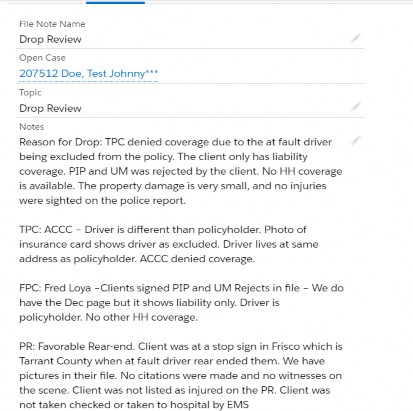 File Note Name
Drop Review
Open Case
207512 Doe, Test Johnny***
Topic
Drop Review
Notes
Reason for Drop: TPC denied coverage due to the at fault driver
being excluded from the policy. The client only has liability
coverage. PIP and UM was rejected by the client. No HH coverage
is available. The property damage is very small, and no injuries
were sighted on the police report.
TPC: ACCC – Driver is different than policyholder. Photo of
insurance card shows driver as excluded. Driver lives at same
address as policyholder. ACCC denied coverage.
FPC: Fred Loya –Clients signed PIP and UM Rejects in file – We do
have the Dec page but it shows liability only. Driver is
policyholder. No other HH coverage.
PR: Favorable Rear-end. Client was at a stop sign in Frisco which is
Tarrant County when at fault driver rear ended them. We have
pictures in their file. No citations were made and no witnesses on
the scene. Client was not listed as injured on the PR. Client was
not taken checked or taken to hospital by EMS